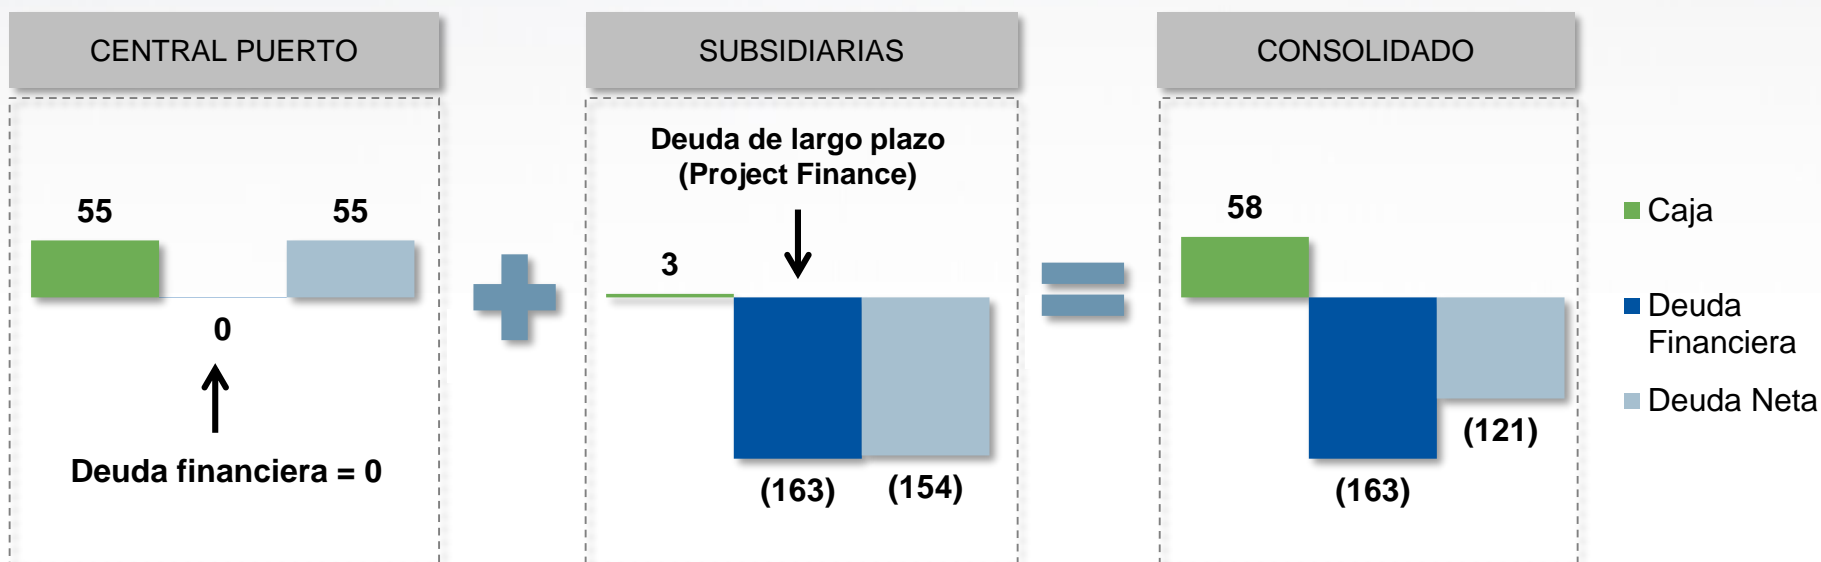 CENTRAL PUERTO
55
55
0
Deuda financiera = 0
SUBSIDIARIAS
Deuda de largo plazo
(Project Finance)
3
(163)
(154)
CONSOLIDADO
58
(163)
(121)
Caja
Deuda
Financiera
Deuda Neta